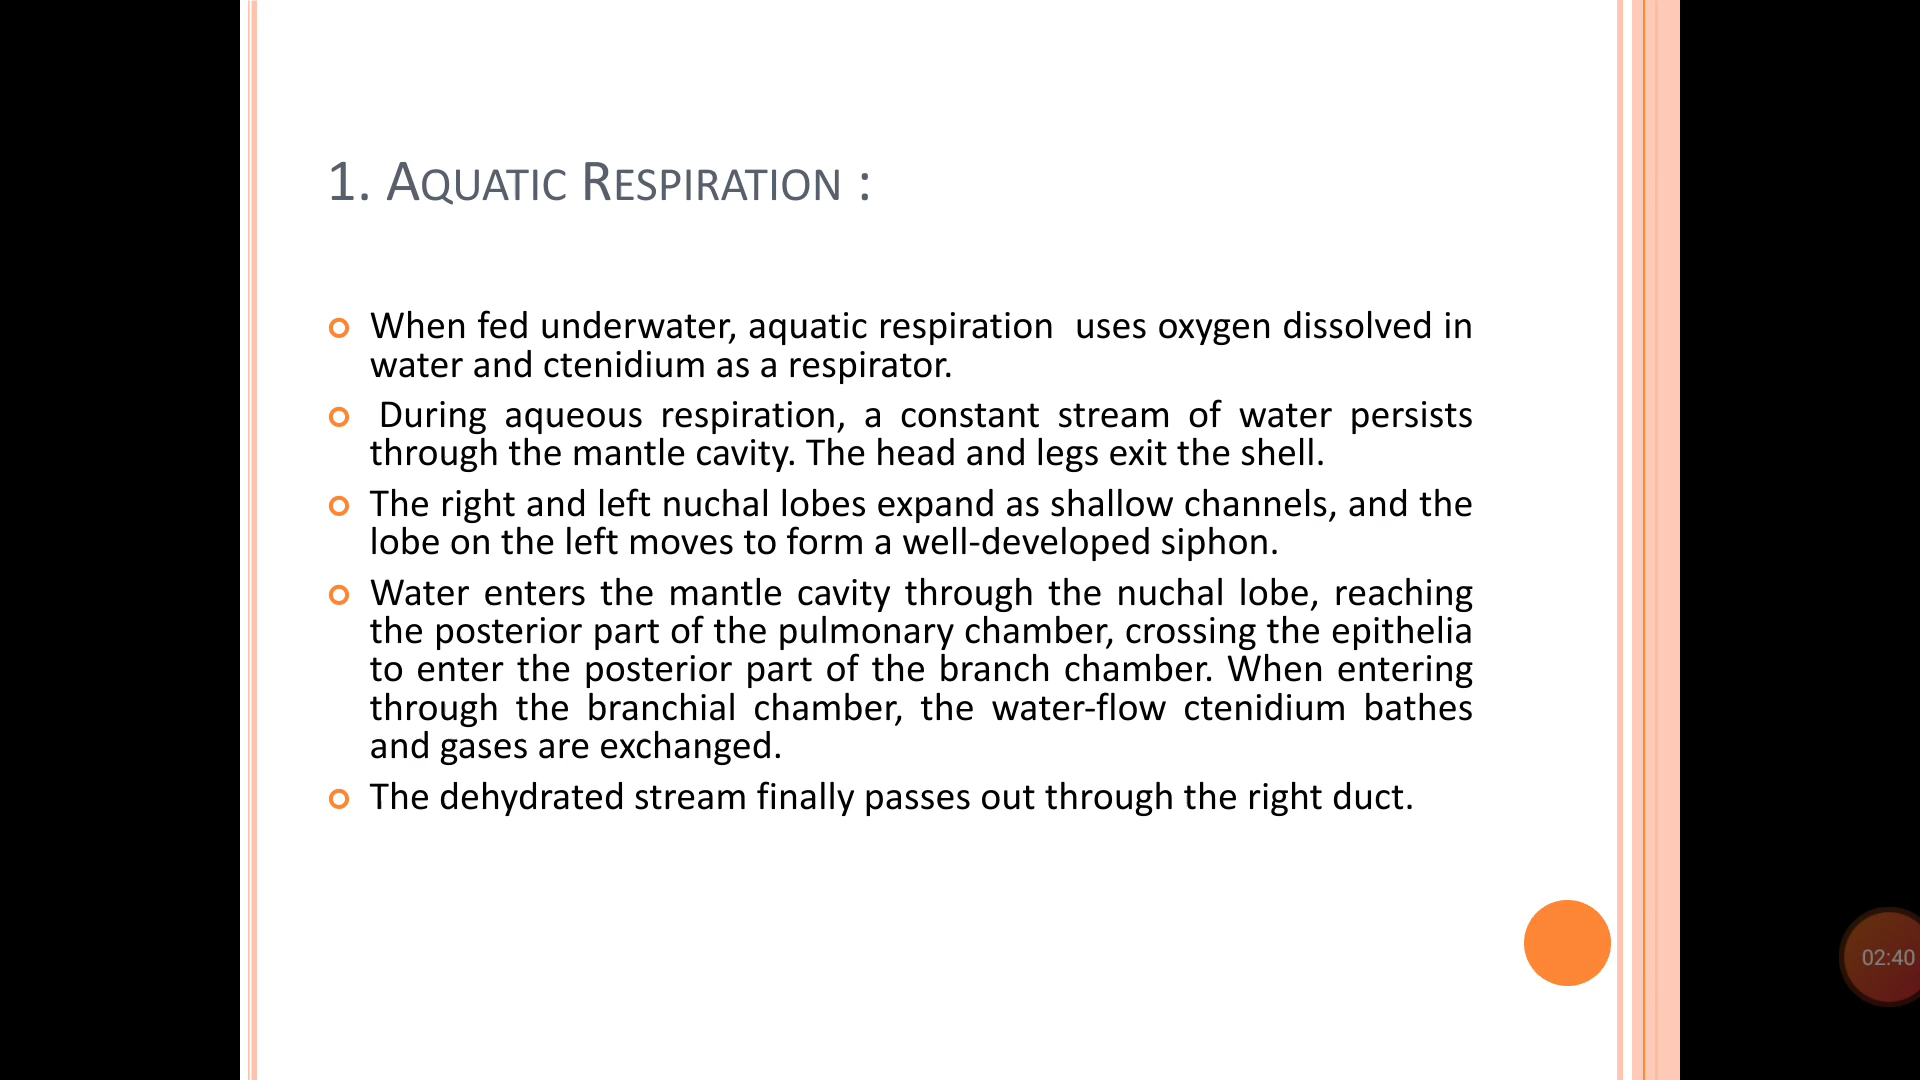 1. AQUATIC RESPIRATION :
When fed underwater, aquatic respiration uses oxygen dissolved in
water and ctenidium as a respirator.
During aqueous respiration, a constant stream of water persists
through the mantle cavity. The head and legs exit the shell.
The right and left nuchal lobes expand as shallow channels, and the
lobe on the left moves to form a well-developed siphon.
Water enters the mantle cavity through the nuchal lobe, reaching
the posterior part of the pulmonary chamber, crossing the epithelia
to enter the posterior part of the branch chamber. When entering
through the branchial chamber, the water-flow ctenidium bathes
and gases are exchanged.
The dehydrated stream finally passes out through the right duct.
02:40